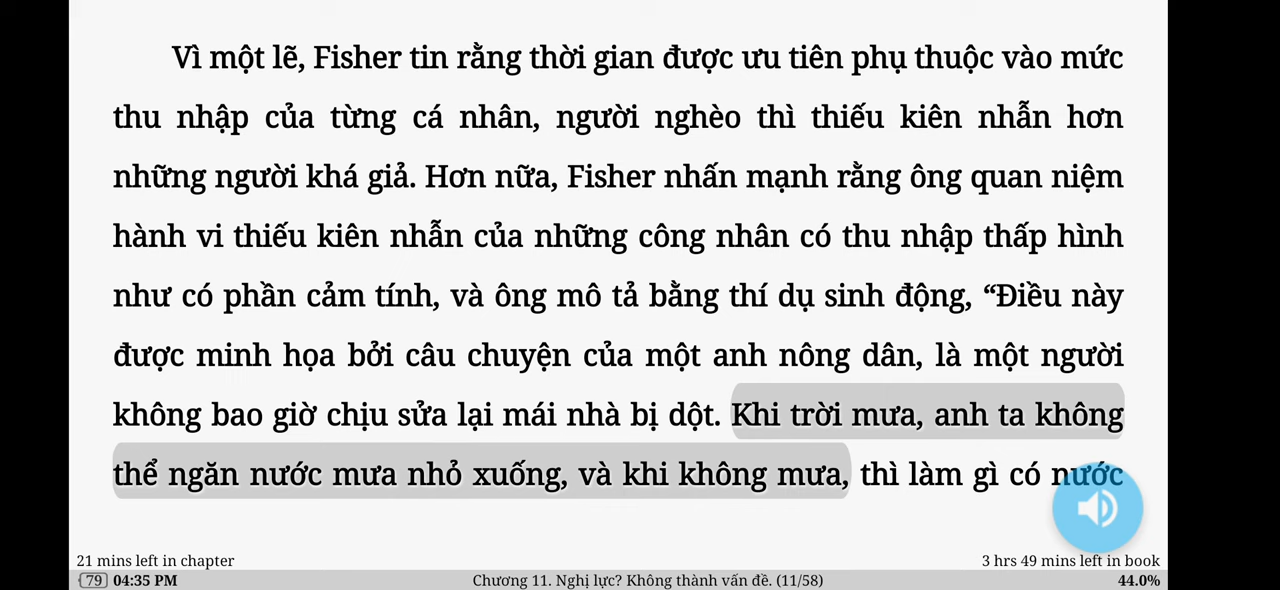 Vì một lẽ, Fisher tin rằng thời gian được ưu tiên phụ thuộc vào mức
thu nhập của từng cá nhân, người nghèo thì thiếu kiên nhẫn hơn
những người khá giả. Hơn nữa, Fisher nhấn mạnh rằng ông quan niệm
hành vi thiếu kiên nhẫn của những công nhân có thu nhập thấp hình
như có phần cảm tính, và ông mô tả bằng thí dụ sinh động, “Điều này
được minh họa bởi câu chuyện của một anh nông dân, là một người
không bao giờ chịu sửa lại mái nhà bị dột. Khi trời mưa, anh ta không
thể ngăn nước mưa nhỏ xuống, và khi không mưa, thì làm gì có nước
21 mins left in chapter
3 hrs 49 mins left in book
79 04:35 PM
Chương 11. Nghị lực? Không thành vấn đề. (11/58)
44.0%